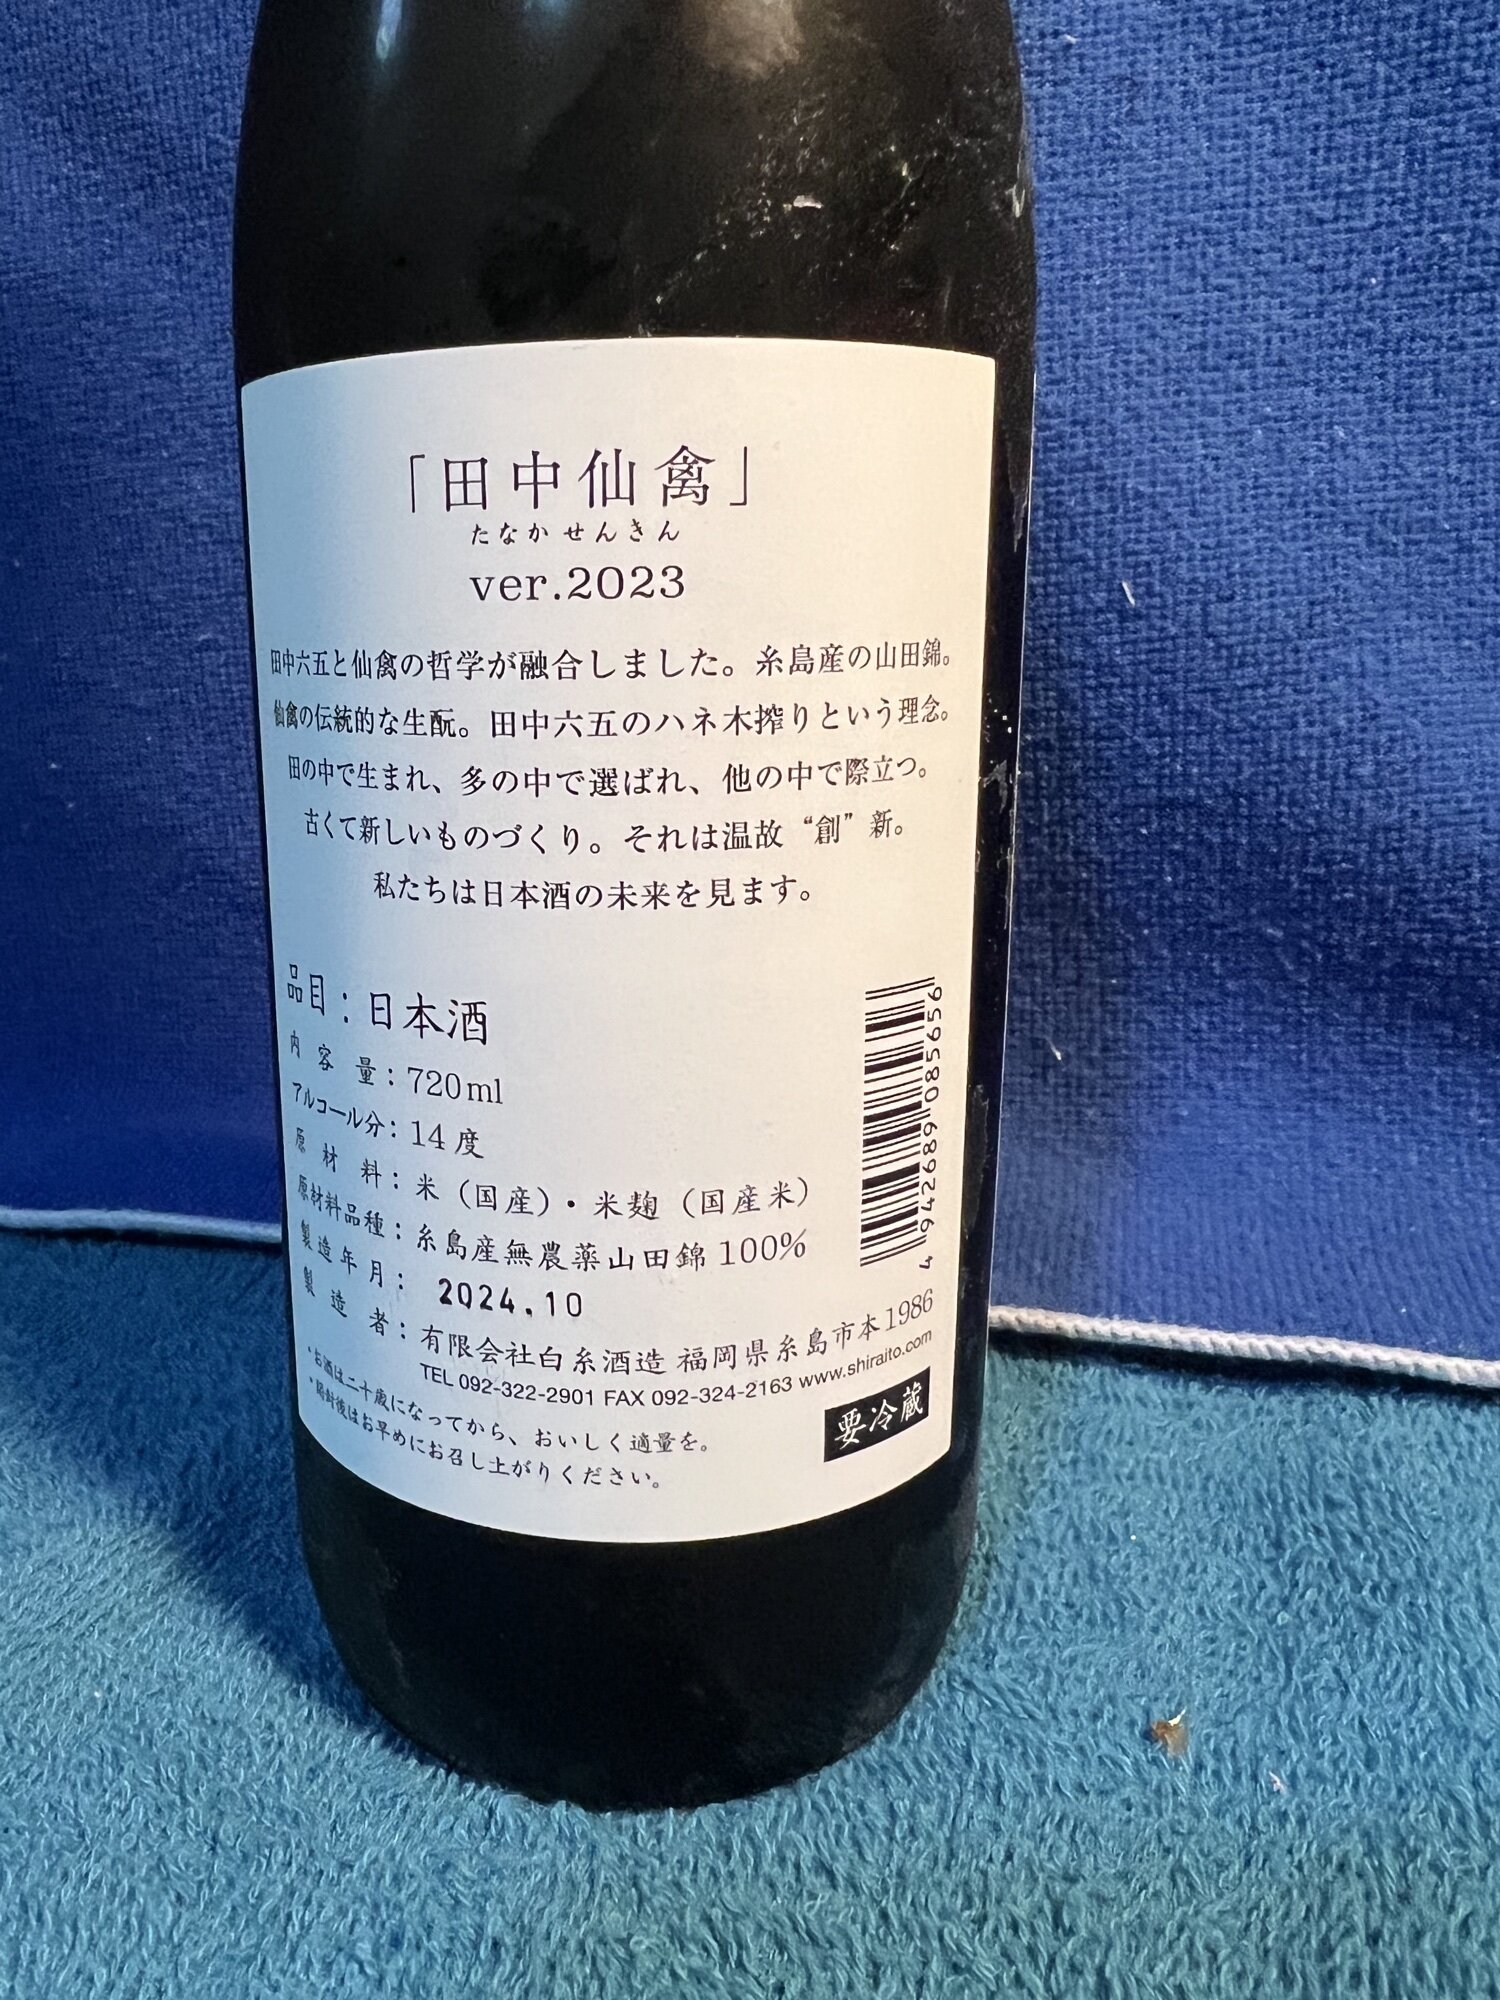 「田中仙禽」
たなかせんきん
ver.2023
田中六五と仙禽の哲学が融合しました。糸島産の山田錦。
仙禽の伝統的な生酛。田中六五のハネ木搾りという理念。
田の中で生まれ、多の中で選ばれ、他の中で際立つ。
古くて新しいものづくり。それは温故“創”新。
私たちは日本酒の未来を見ます。
品目：日本酒
内容量：720ml
アルコール分：14度
原材料：米（国産）・米麹（国産米）
原材料品種：糸島産無農薬山田錦100%
製造年月：2024.10
製造者：有限会社白糸酒造 福岡県糸島市本1986
TEL 092-322-2901 FAX 092-324-2163 www.shiraito.com
・お酒は二十歳になってから、おいしく適量を。
・開封後はお早めにお召し上がりください。
要冷蔵
4 942689 085656